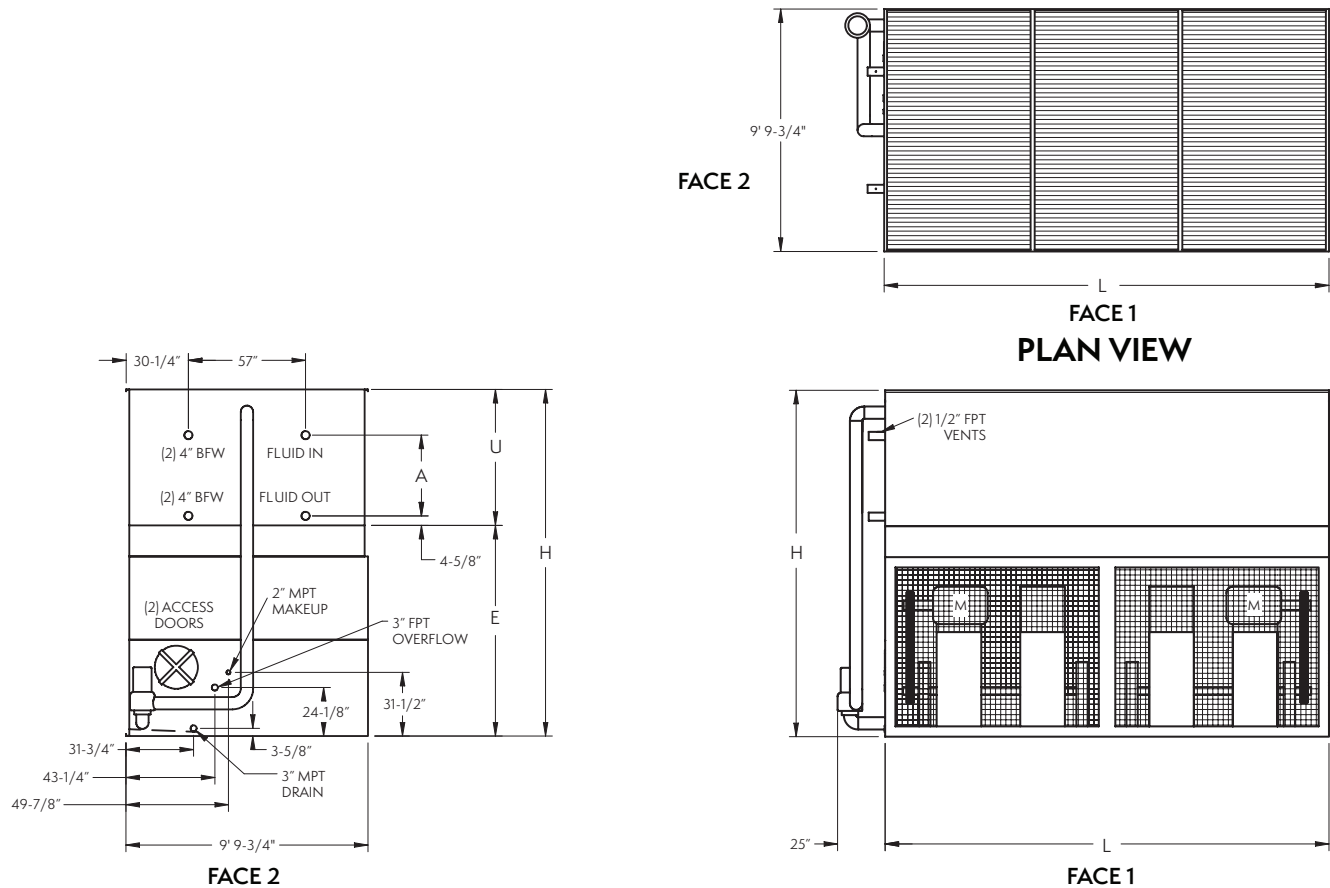 9' 9-3/4"
FACE 2
L
FACE 1
PLAN VIEW
30-1/4”
57”
(2) 4” BFW
FLUID IN
(2) 4” BFW
FLUID OUT
A
U
4-5/8”
H
E
(2) ACCESS
DOORS
2” MPT
MAKEUP
3” FPT
OVERFLOW
24-1/8”
31-1/2”
31-3/4”
3-5/8”
43-1/4”
3” MPT
DRAIN
49-7/8”
9' 9-3/4"
FACE 2
(2) 1/2” FPT
VENTS
H
M
M
25”
L
FACE 1